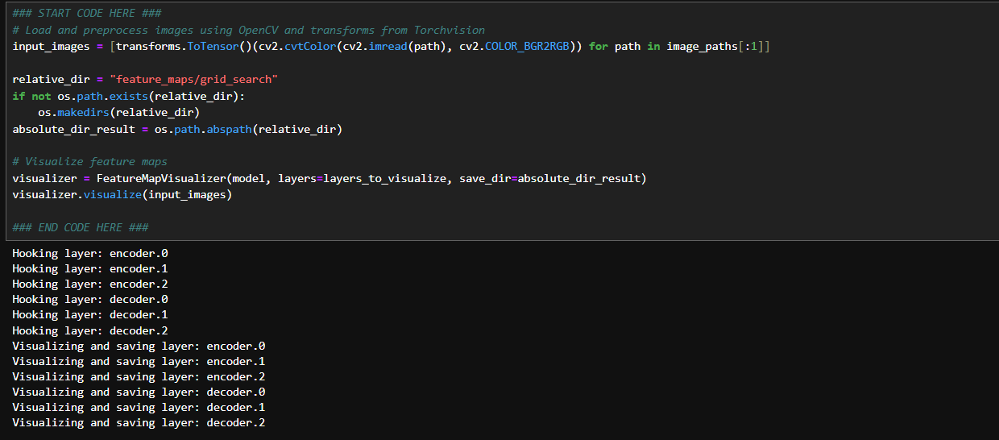 ### START CODE HERE ###
# Load and preprocess images using OpenCV and transforms from Torchvision
input_images = [transforms.ToTensor()(cv2.cvtColor(cv2.imread(path), cv2.COLOR_BGR2RGB)) for path in image_paths[:1]]
relative_dir = "feature_maps/grid_search"
if not os.path.exists(relative_dir):
    os.makedirs(relative_dir)
absolute_dir_result = os.path.abspath(relative_dir)
# Visualize feature maps
visualizer = FeatureMapVisualizer(model, layers=layers_to_visualize, save_dir=absolute_dir_result)
visualizer.visualize(input_images)
### END CODE HERE ###
Hooking layer: encoder.0
Hooking layer: encoder.1
Hooking layer: encoder.2
Hooking layer: decoder.0
Hooking layer: decoder.1
Hooking layer: decoder.2
Visualizing and saving layer: encoder.0
Visualizing and saving layer: encoder.1
Visualizing and saving layer: encoder.2
Visualizing and saving layer: decoder.0
Visualizing and saving layer: decoder.1
Visualizing and saving layer: decoder.2